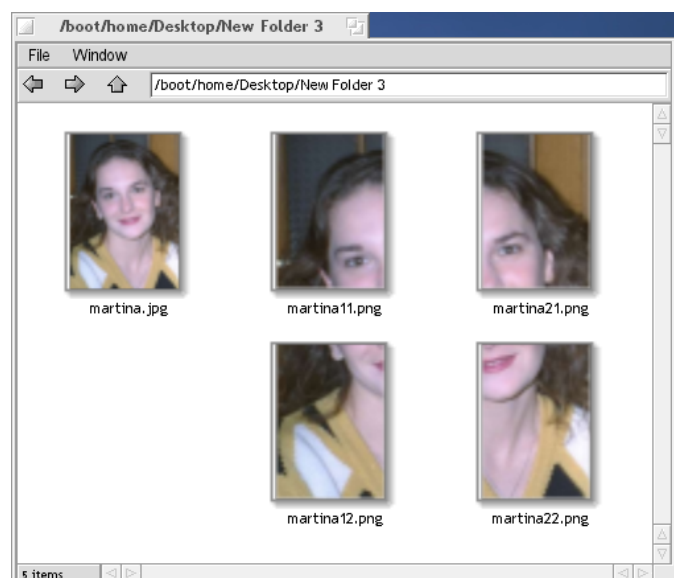 /boot/home/Desktop/New Folder 3
File Window
/boot/home/Desktop/New Folder 3
martina.jpg martina11.png martina21.png
martina12.png martina22.png
5 items